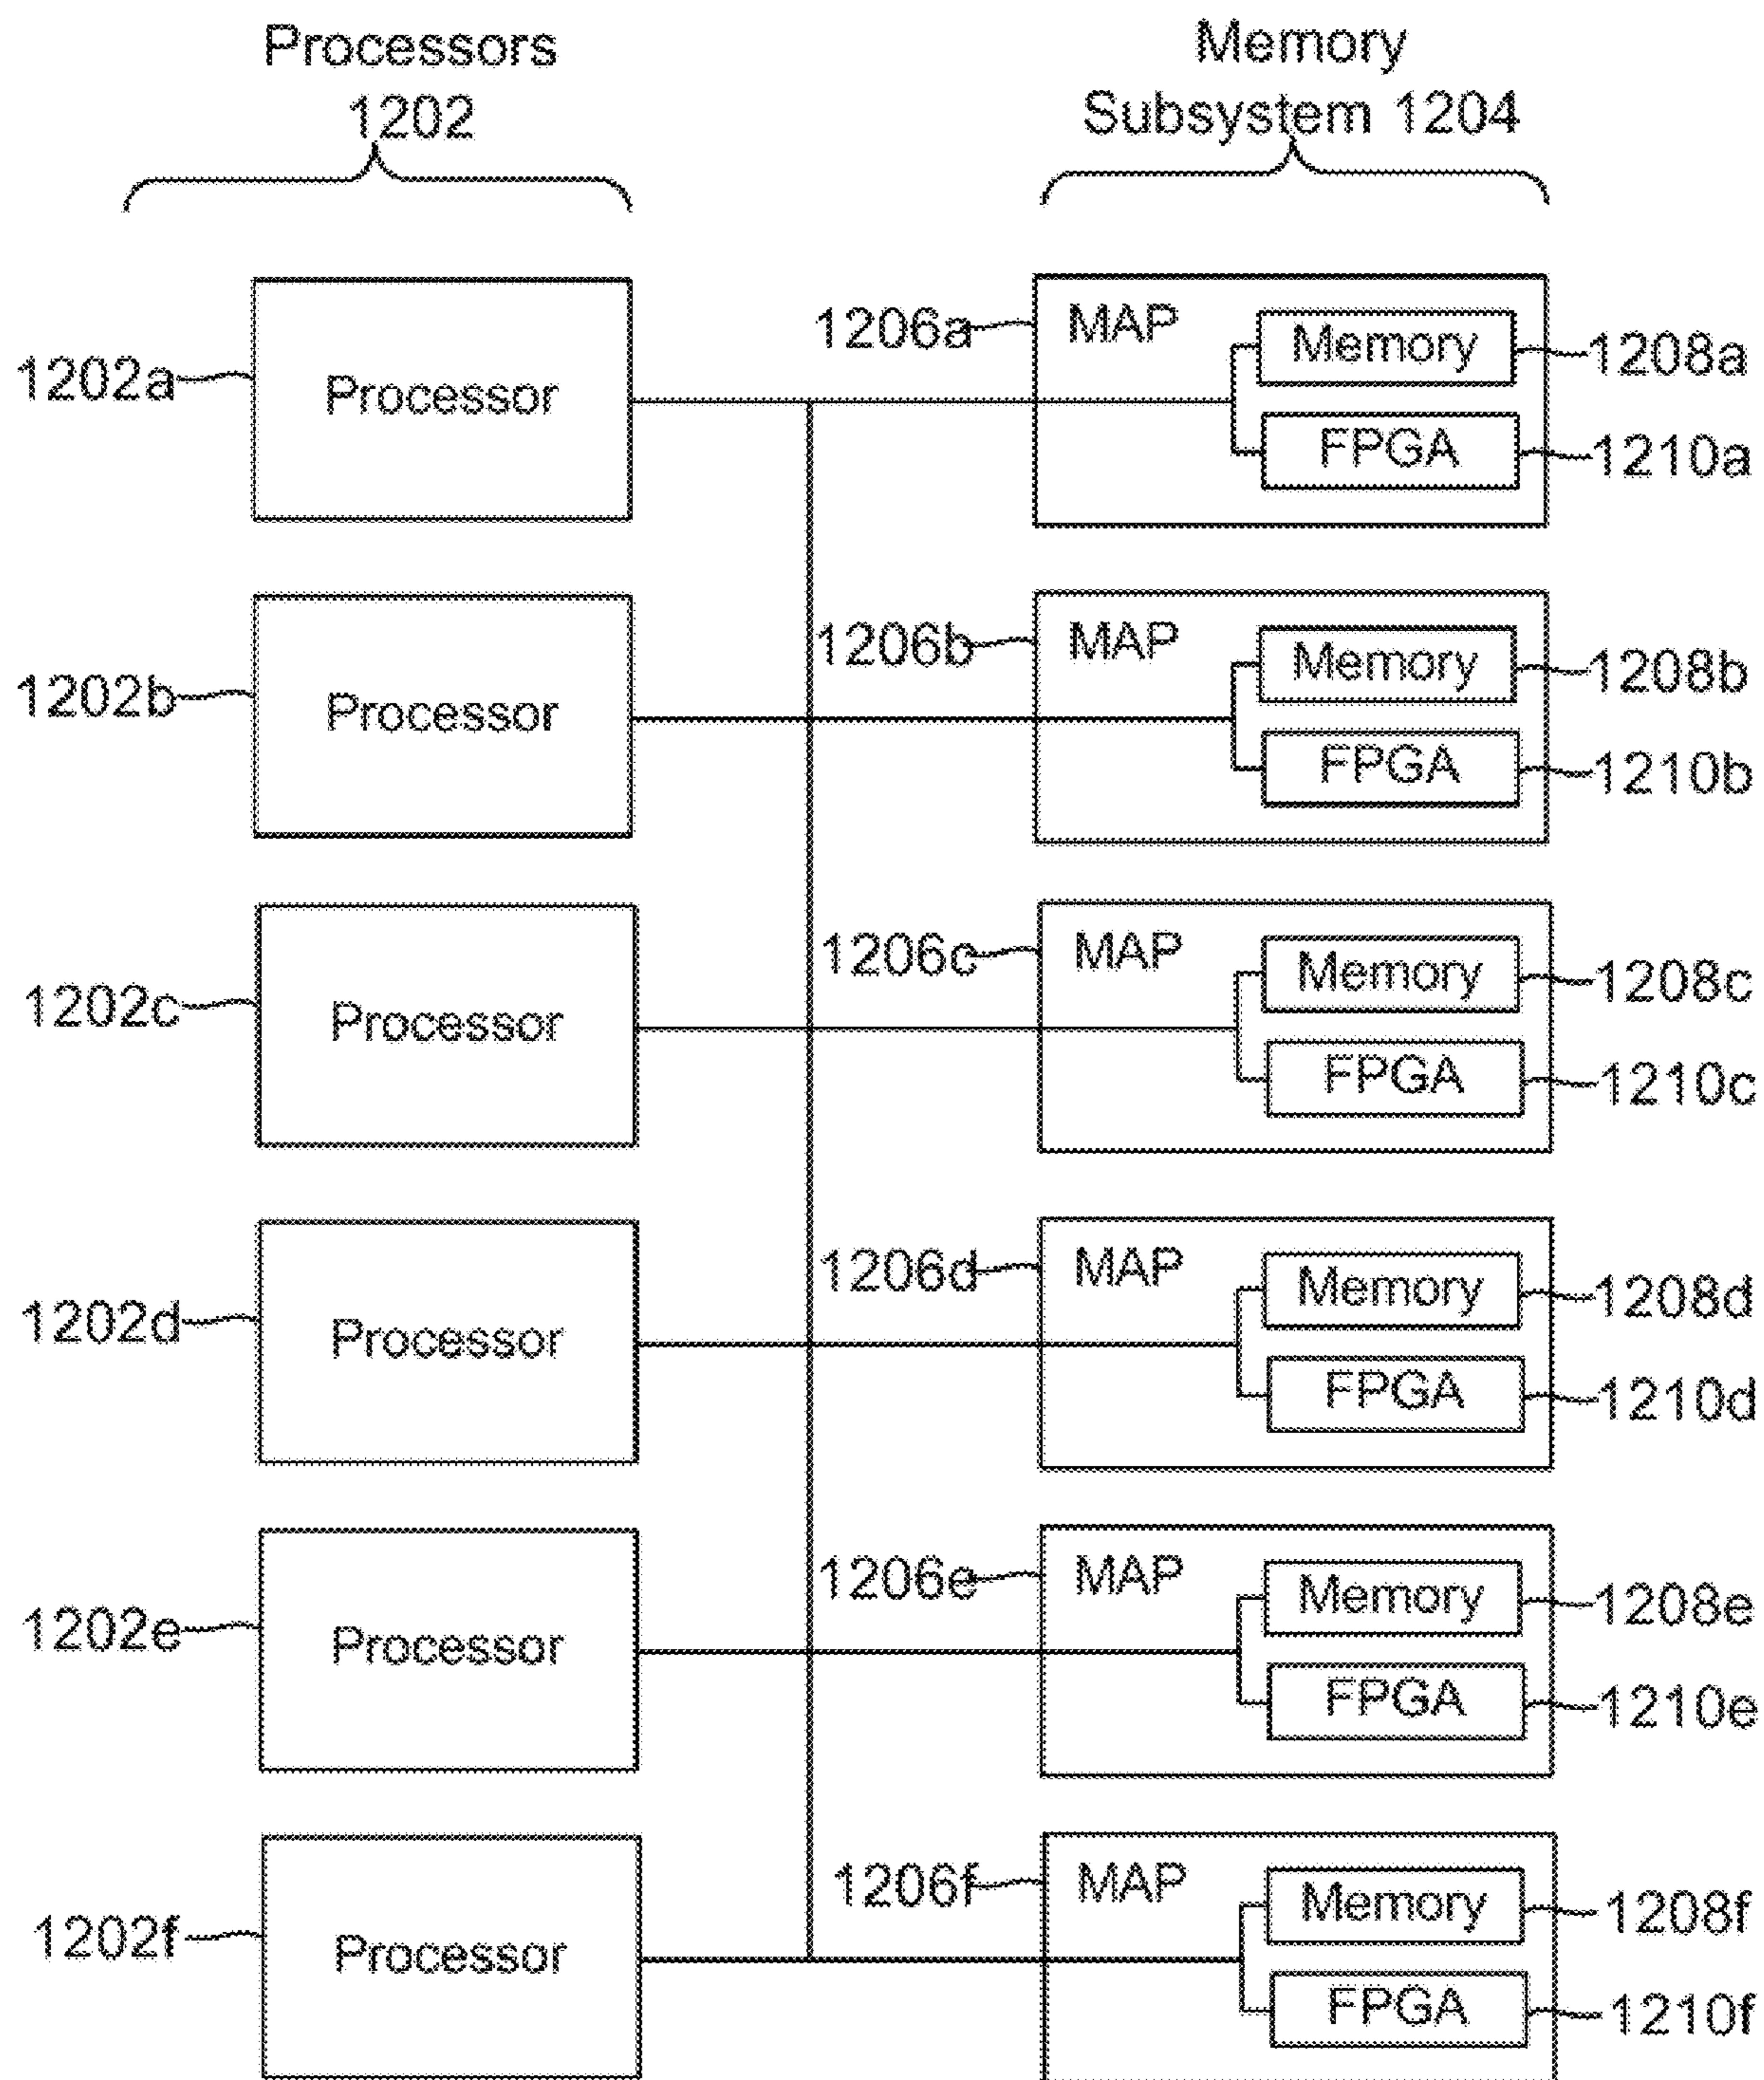 Processors
1202
Memory
Subsystem 1204
1206a
MAP
Memory
1208a
1202a
Processor
FPGA
1210a
1206b
MAP
Memory
1208b
1202b
Processor
FPGA
1210b
1206c
MAP
Memory
1208c
1202c
Processor
FPGA
1210c
1206d
MAP
Memory
1208d
1202d
Processor
FPGA
1210d
1206e
MAP
Memory
1208e
1202e
Processor
FPGA
1210e
1206f
MAP
Memory
1208f
1202f
Processor
FPGA
1210f